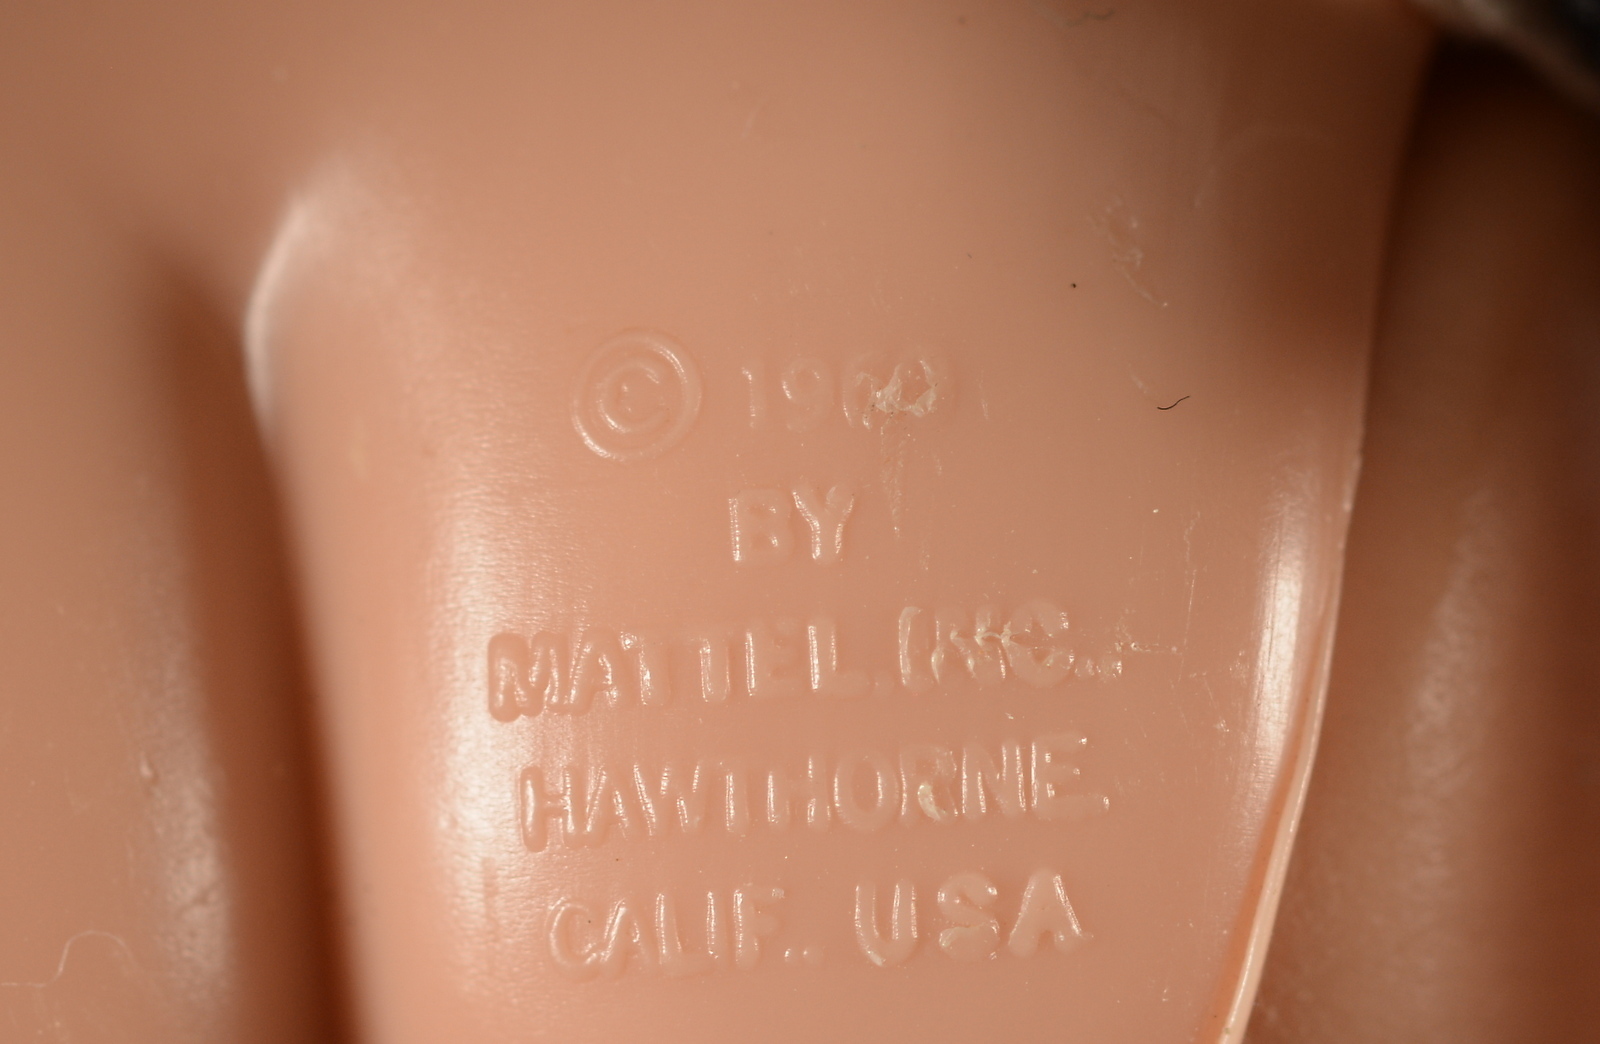 ©
BY
MATTEL, INC.
HAWTHORNE
CALIF. USA